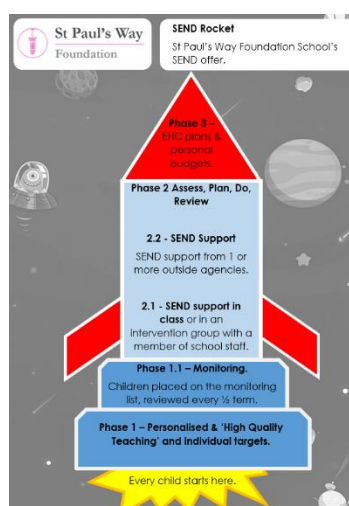 St Paul's Way
Foundation
SEND Rocket
St Paul's Way Foundation School's
SEND offer.
Phase 3 –
EHC plans &
personal
budgets.
Phase 2 Assess, Plan, Do,
Review
2.2 - SEND Support
SEND support from 1 or
more outside agencies.
2.1 - SEND support in
class or in an
intervention group with a
member of school staff.
Phase 1.1 – Monitoring.
Children placed on the monitoring
list, reviewed every ½ term.
Phase 1 – Personalised & 'High Quality
Teaching' and individual targets.
Every child starts here.